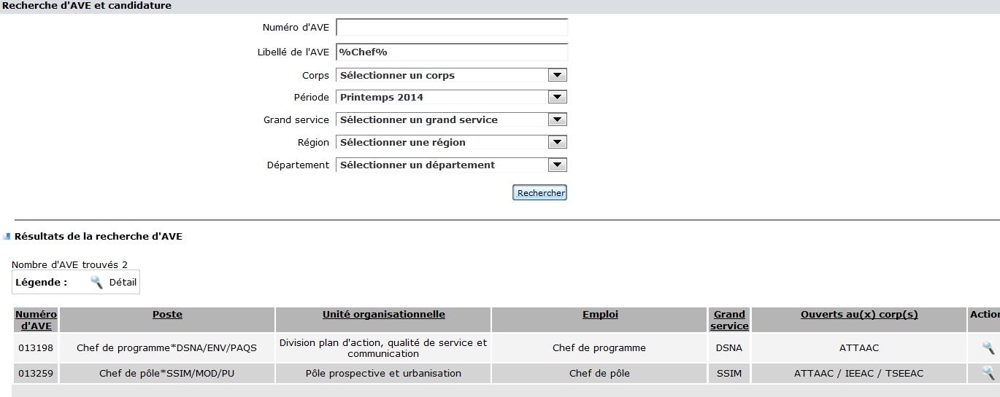 Recherche d'AVE et candidature
Numéro d'AVE
Libellé de l'AVE %Chef%
Corps Sélectionner un corps
Période Printemps 2014
Grand service Sélectionner un grand service
Région Sélectionner une région
Département Sélectionner un département
Rechercher
Résultats de la recherche d'AVE
Nombre d'AVE trouvés 2
Légende : Détail
Numéro d'AVE Poste Unité organisationnelle Emploi Grand service Ouverts au(x) corp(s) Action
013198 Chef de programme*DSNA/ENV/PAQS Division plan d'action, qualité de service et communication Chef de programme DSNA ATTAAC
013259 Chef de pôle*SSIM/MOD/PU Pôle prospective et urbanisation Chef de pôle SSIM ATTAAC / IEEAC / TSEEAC